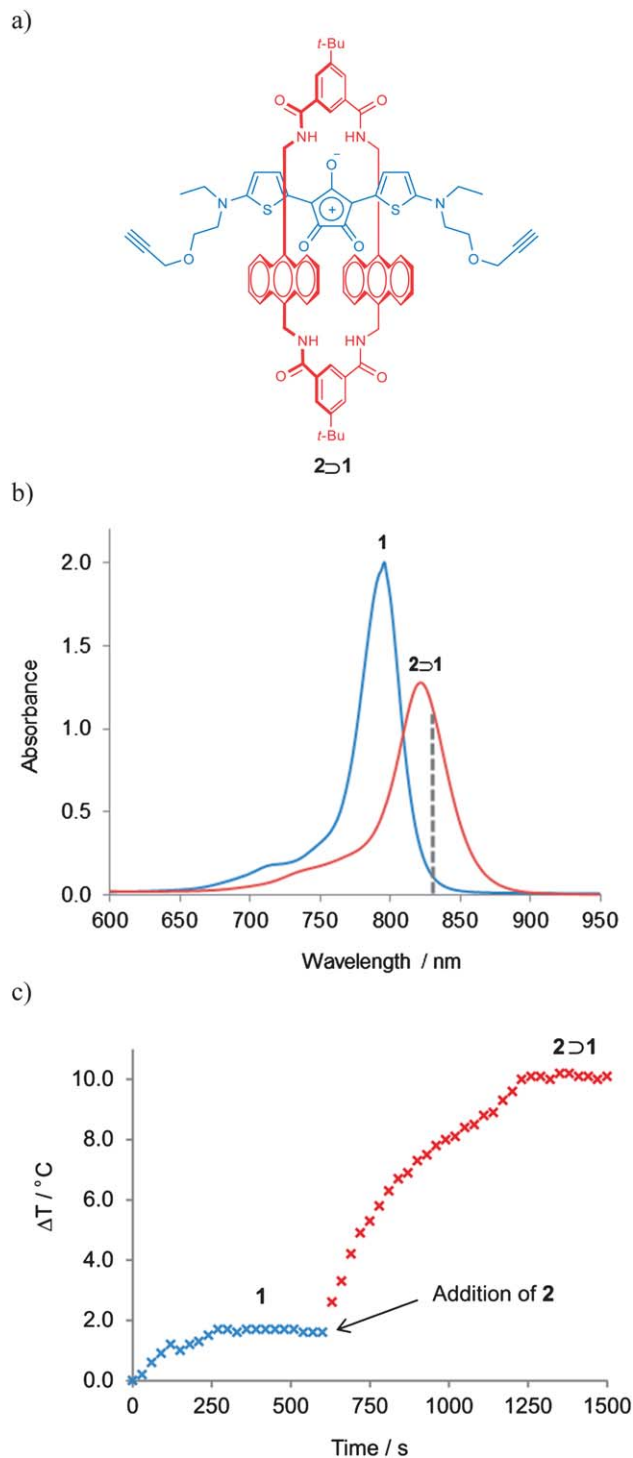 a)
t-Bu
O O
NH HN
O−
N S + S N
O O O O
NH HN
O O
t-Bu
2⊃1
b)
1
2.0
2⊃1
1.5
Absorbance
1.0
0.5
0.0
600 650 700 750 800 850 900 950
Wavelength / nm
c)
2⊃1
10.0
8.0
ΔT / °C
6.0
4.0
1
Addition of 2
2.0
0.0
0 250 500 750 1000 1250 1500
Time / s